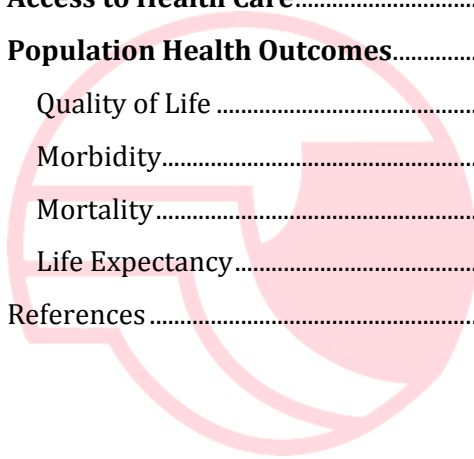 Access to Health Care
Population Health Outcomes
Quality of Life
Morbidity
Mortality
Life Expectancy
References